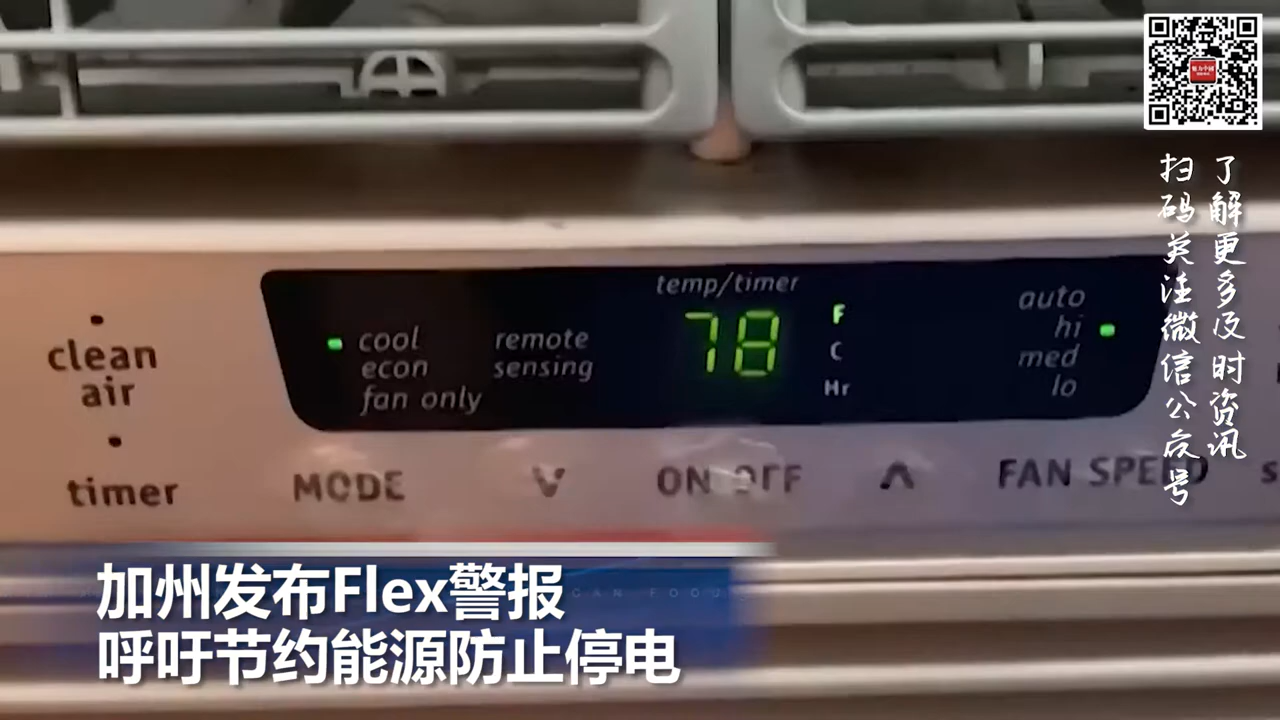 temp/timer
78
F
C
Hr
cool
econ
fan only
remote
sensing
auto
hi
med
lo
clean
air
timer
MODE
ON OFF
FAN SPEED
了解更多及时资讯
扫码关注微信公众号
加州发布Flex警报
呼吁节约能源防止停电